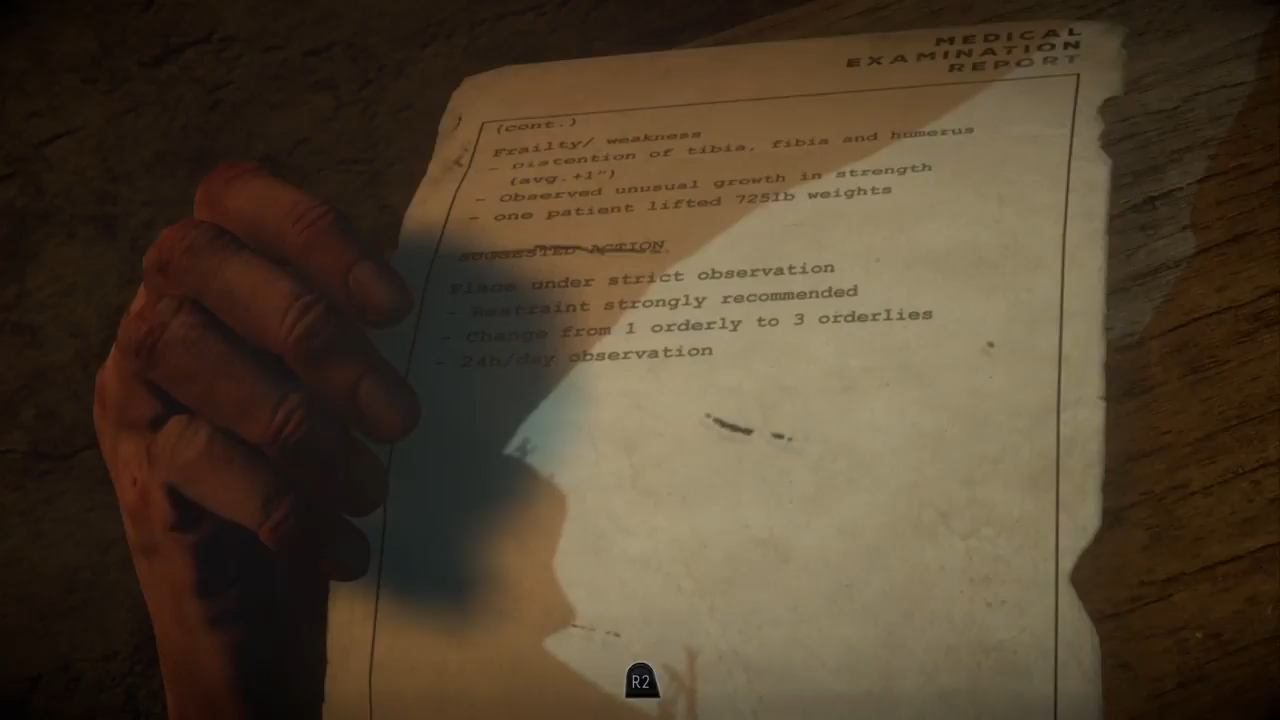 MEDICAL
EXAMINATION
REPORT
(cont.)
Frailty/ weakness
- Distention of tibia, fibia and humerus
(avg.+1")
- Observed unusual growth in strength
- one patient lifted 725lb weights
SUGGESTED ACTION
Place under strict observation
- Restraint strongly recommended
- Change from 1 orderly to 3 orderlies
- 24h/day observation
R2